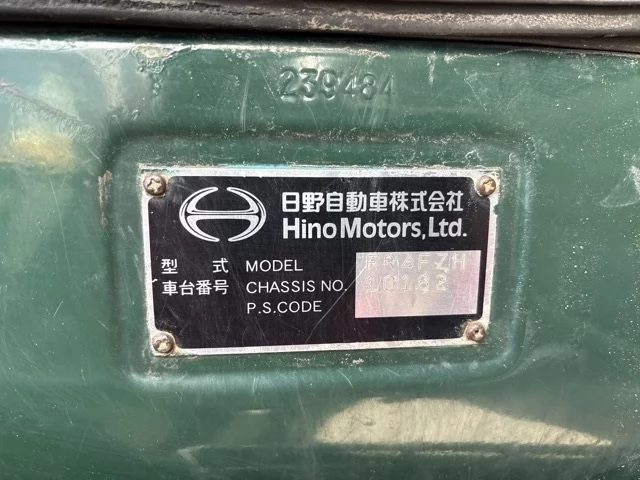 239484
日野自動車株式会社
Hino Motors, Ltd.
型 式 MODEL
車台番号 CHASSIS NO. 10162
P.S.CODE